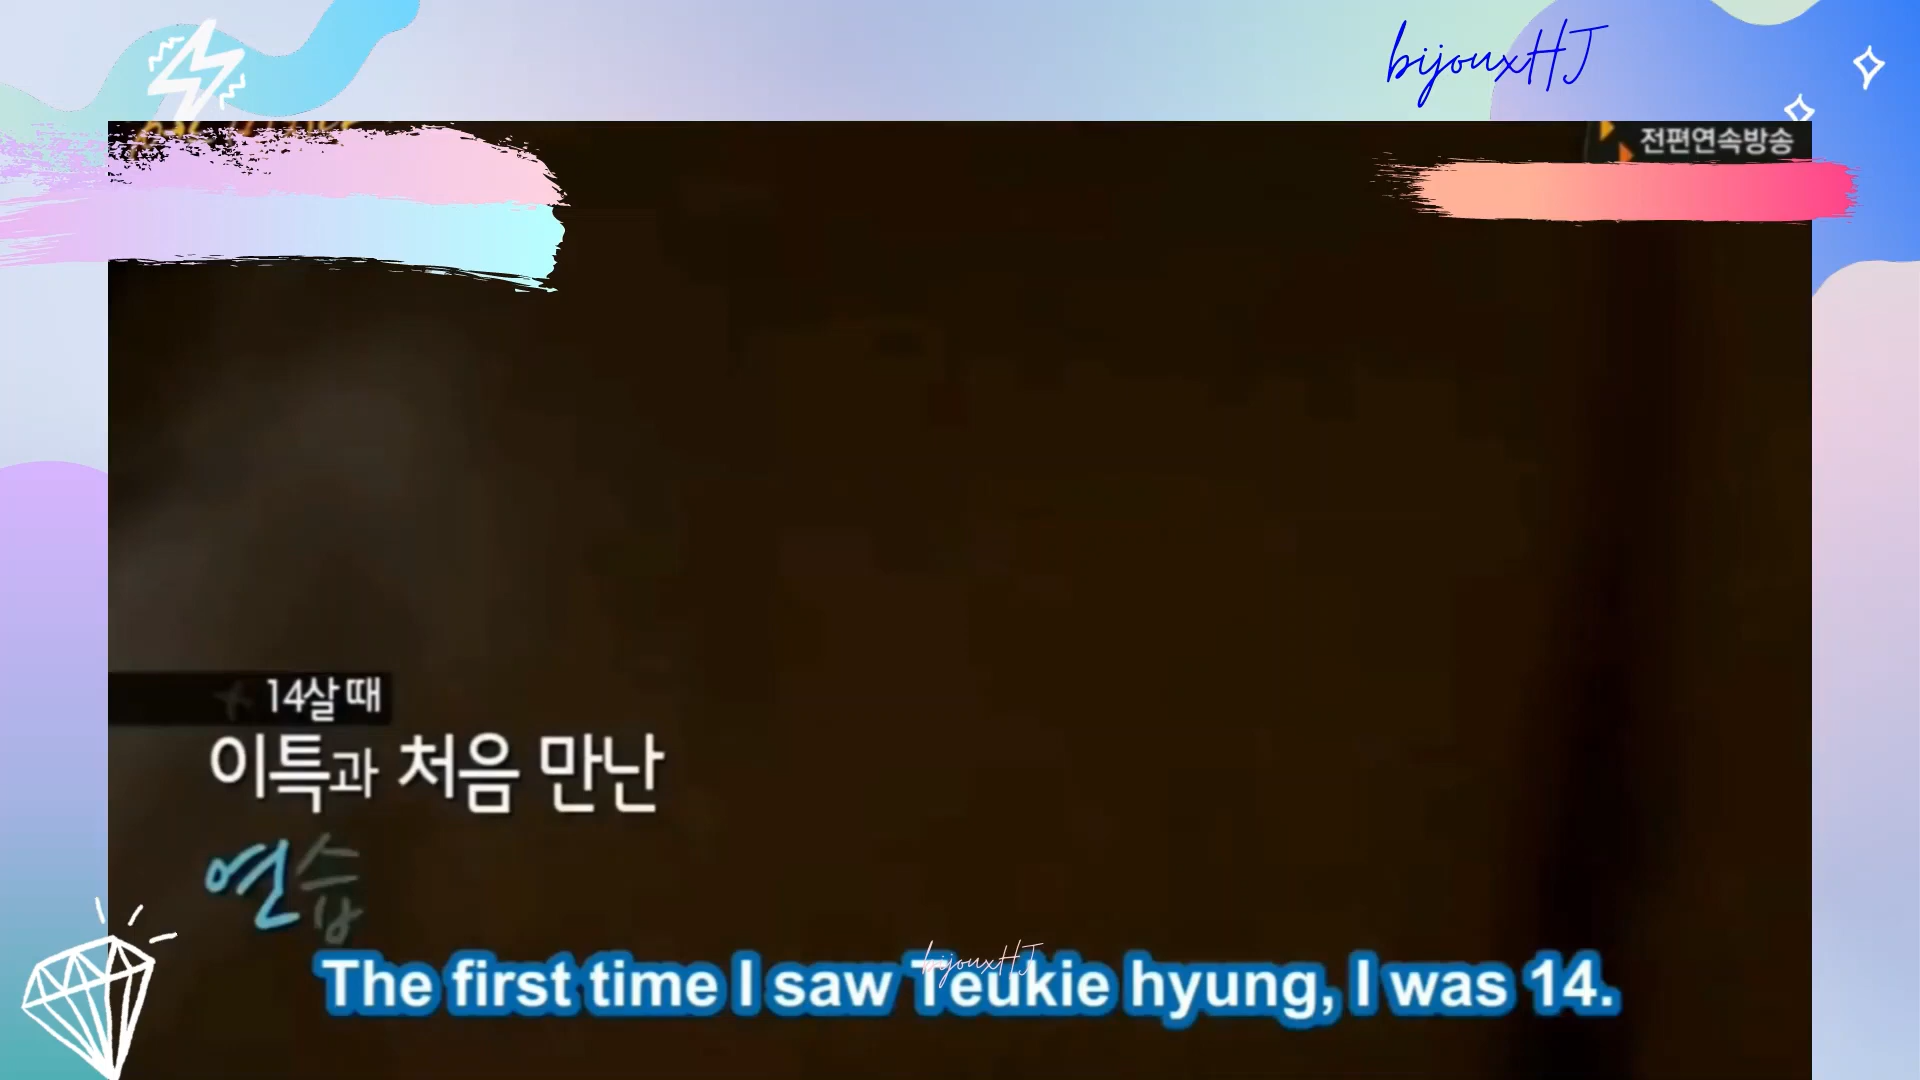 bijouxHJ
전편연속방송
14살 때
이특과 처음 만난
연습
bijouxHJ
The first time I saw Teukie hyung, I was 14.